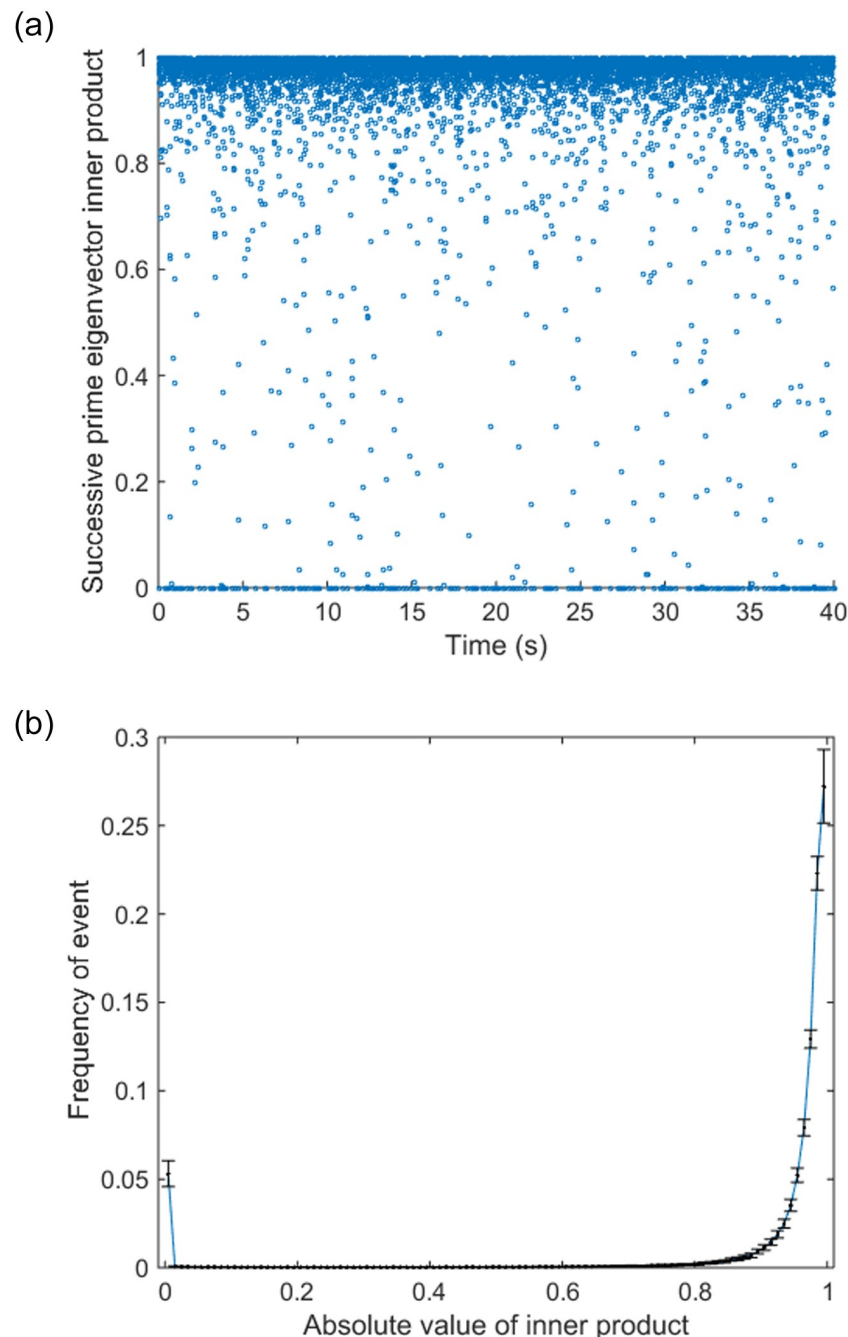 (a)
Successive prime eigenvector inner product
1
0.8
0.6
0.4
0.2
0
0 5 10 15 20 25 30 35 40
Time (s)
(b)
Frequency of event
0.3
0.25
0.2
0.15
0.1
0.05
0
0 0.2 0.4 0.6 0.8 1
Absolute value of inner product